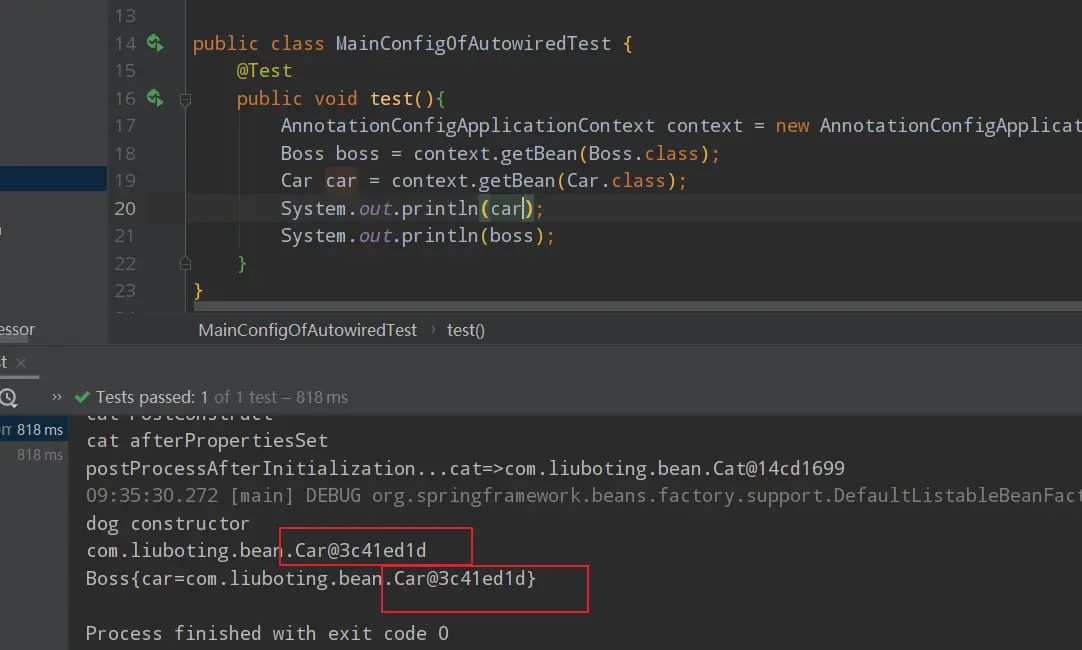 13
14 public class MainConfigOfAutowiredTest {
15 @Test
16 public void test(){
17 AnnotationConfigApplicationContext context = new AnnotationConfigApplicat
18 Boss boss = context.getBean(Boss.class);
19 Car car = context.getBean(Car.class);
20 System.out.println(car);
21 System.out.println(boss);
22 }
23 }
essor
MainConfigOfAutowiredTest › test()
t ×
» Tests passed: 1 of 1 test – 818 ms
cat PostConstruct
818 ms
cat afterPropertiesSet
818 ms
postProcessAfterInitialization...cat=>com.liuboting.bean.Cat@14cd1699
09:35:30.272 [main] DEBUG org.springframework.beans.factory.support.DefaultListableBeanFact
dog constructor
com.liuboting.bean.Car@3c41ed1d
Boss{car=com.liuboting.bean.Car@3c41ed1d}
Process finished with exit code 0